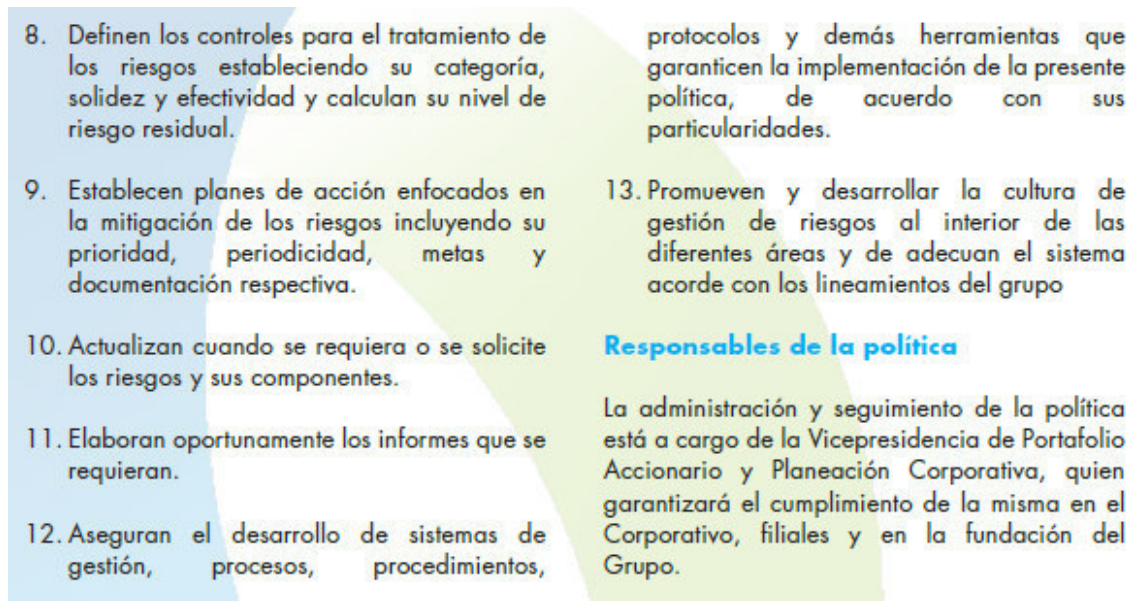 8. Definen los controles para el tratamiento de
los riesgos estableciendo su categoría,
solidez y efectividad y calculan su nivel de
riesgo residual.
9. Establecen planes de acción enfocados en
la mitigación de los riesgos incluyendo su
prioridad, periodicidad, metas y
documentación respectiva.
10. Actualizan cuando se requiera o se solicite
los riesgos y sus componentes.
11. Elaboran oportunamente los informes que se
requieran.
12. Aseguran el desarrollo de sistemas de
gestión, procesos, procedimientos,
protocolos y demás herramientas que
garanticen la implementación de la presente
política, de acuerdo con sus
particularidades.
13. Promueven y desarrollar la cultura de
gestión de riesgos al interior de las
diferentes áreas y de adecuan el sistema
acorde con los lineamientos del grupo
Responsables de la política
La administración y seguimiento de la política
está a cargo de la Vicepresidencia de Portafolio
Accionario y Planeación Corporativa, quien
garantizará el cumplimiento de la misma en el
Corporativo, filiales y en la fundación del
Grupo.